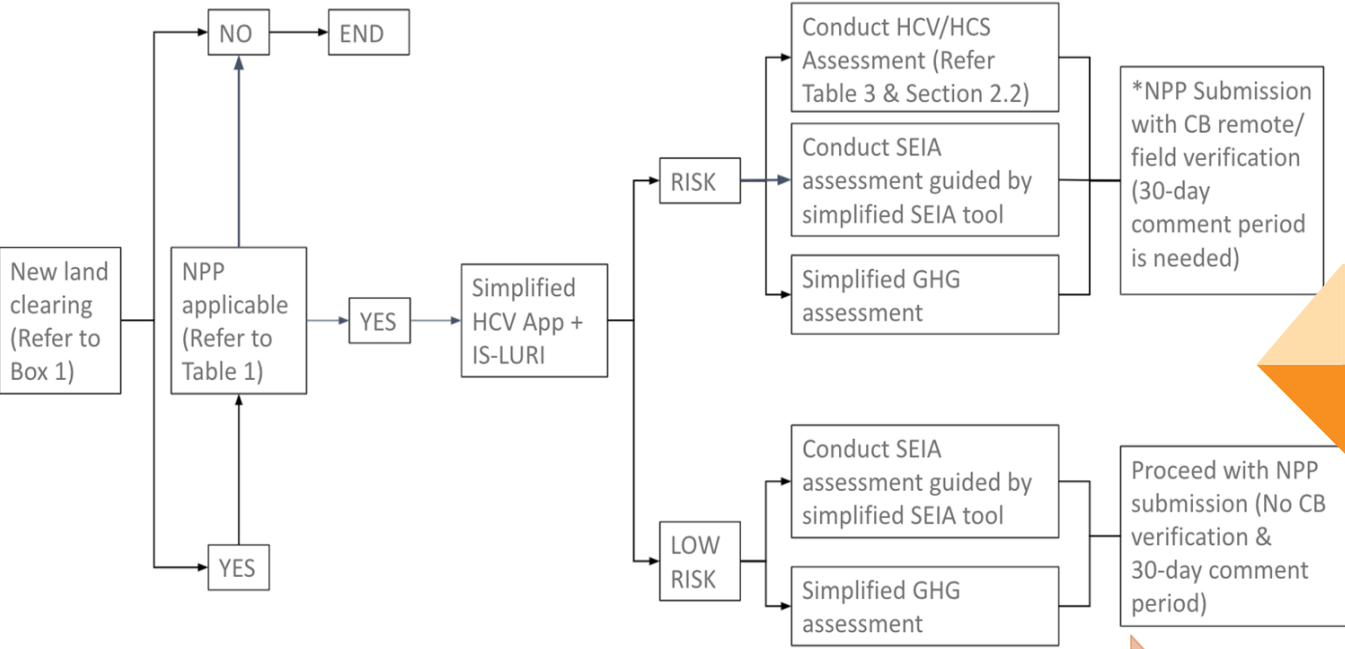 New land
clearing
(Refer to
Box 1)
NO
END
YES
NPP
applicable
(Refer to
Table 1)
YES
Simplified
HCV App +
IS-LURI
RISK
Conduct HCV/HCS
Assessment (Refer
Table 3 & Section 2.2)
Conduct SEIA
assessment guided by
simplified SEIA tool
Simplified GHG
assessment
*NPP Submission
with CB remote/
field verification
(30-day
comment period
is needed)
LOW
RISK
Conduct SEIA
assessment guided by
simplified SEIA tool
Simplified GHG
assessment
Proceed with NPP
submission (No CB
verification &
30-day comment
period)